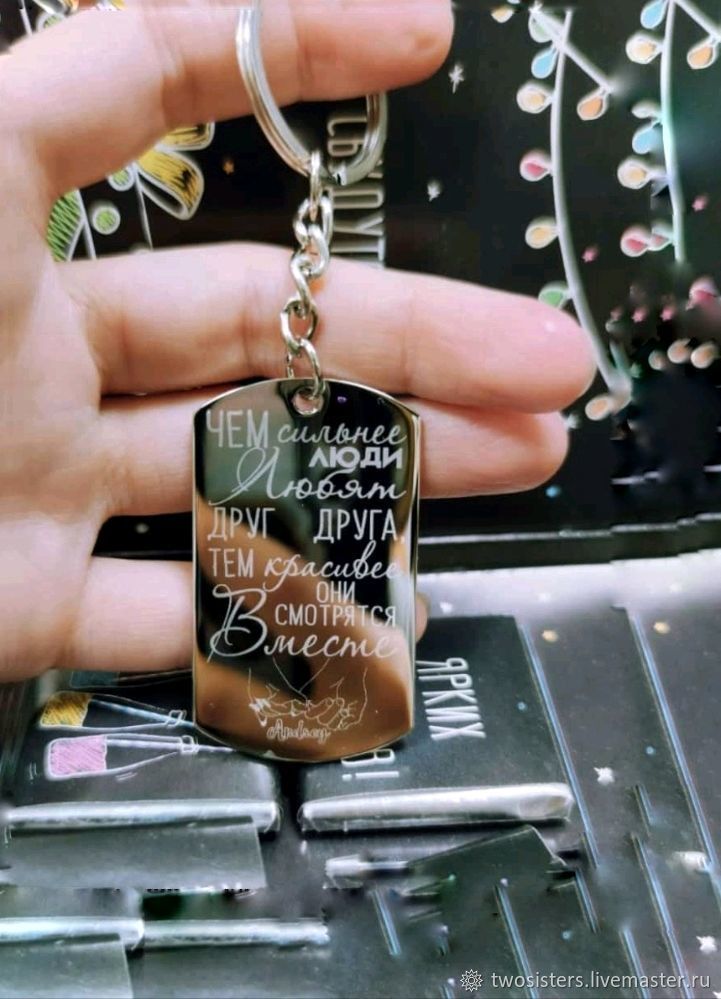 ЧЕМ сильнее
ЛЮДИ
Любят
ДРУГ ДРУГА,
ТЕМ красивее
ОНИ
СМОТРЯТСЯ
Вместе
ЯРКИХ
twosisters.livemaster.ru